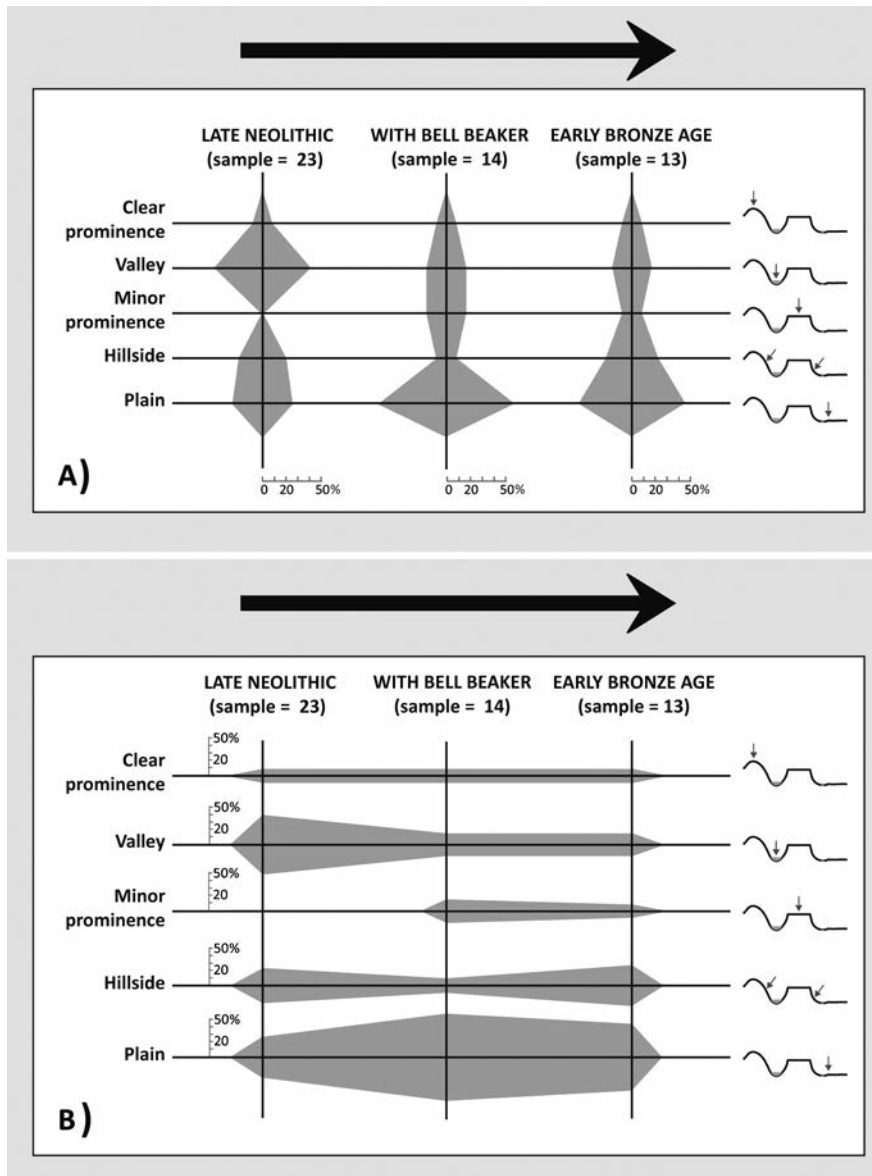 LATE NEOLITHIC WITH BELL BEAKER EARLY BRONZE AGE
(sample = 23) (sample = 14) (sample = 13)
Clear
prominence
Valley
Minor
prominence
Hillside
Plain
A)
0 20 50% 0 20 50% 0 20 50%
LATE NEOLITHIC WITH BELL BEAKER EARLY BRONZE AGE
(sample = 23) (sample = 14) (sample = 13)
50%
20
Clear
prominence
50%
20
Valley
50%
20
Minor
prominence
50%
20
Hillside
50%
20
Plain
B)